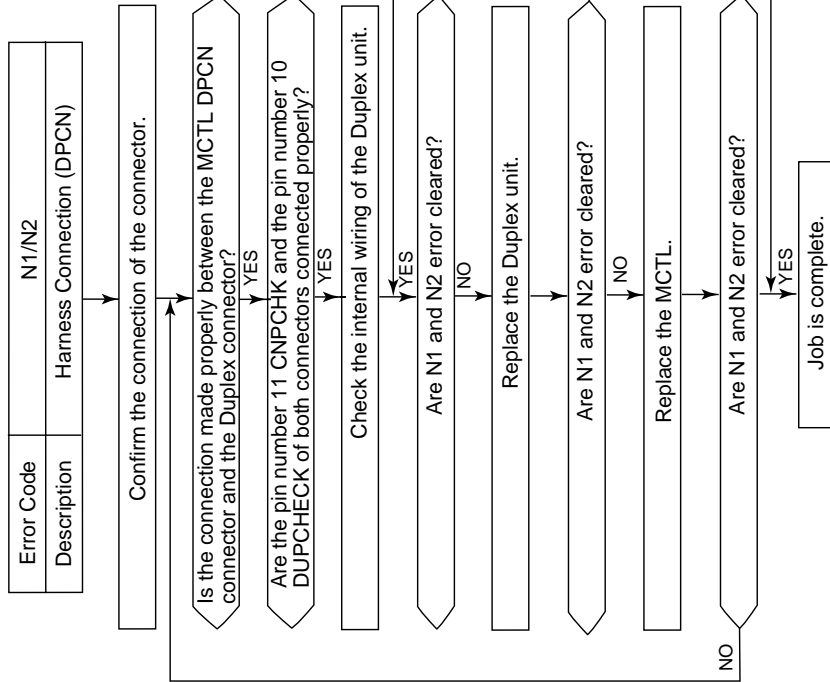 Error Code
N1/N2
Description
Harness Connection (DPCN)
Confirm the connection of the connector.
Is the connection made properly between the MCTL DPCN
connector and the Duplex connector?
YES
Are the pin number 11 CNPCHK and the pin number 10
DUPCHECK of both connectors connected properly?
YES
Check the internal wiring of the Duplex unit.
YES
Are N1 and N2 error cleared?
NO
Replace the Duplex unit.
Are N1 and N2 error cleared?
NO
Replace the MCTL.
Are N1 and N2 error cleared?
NO
YES
Job is complete.